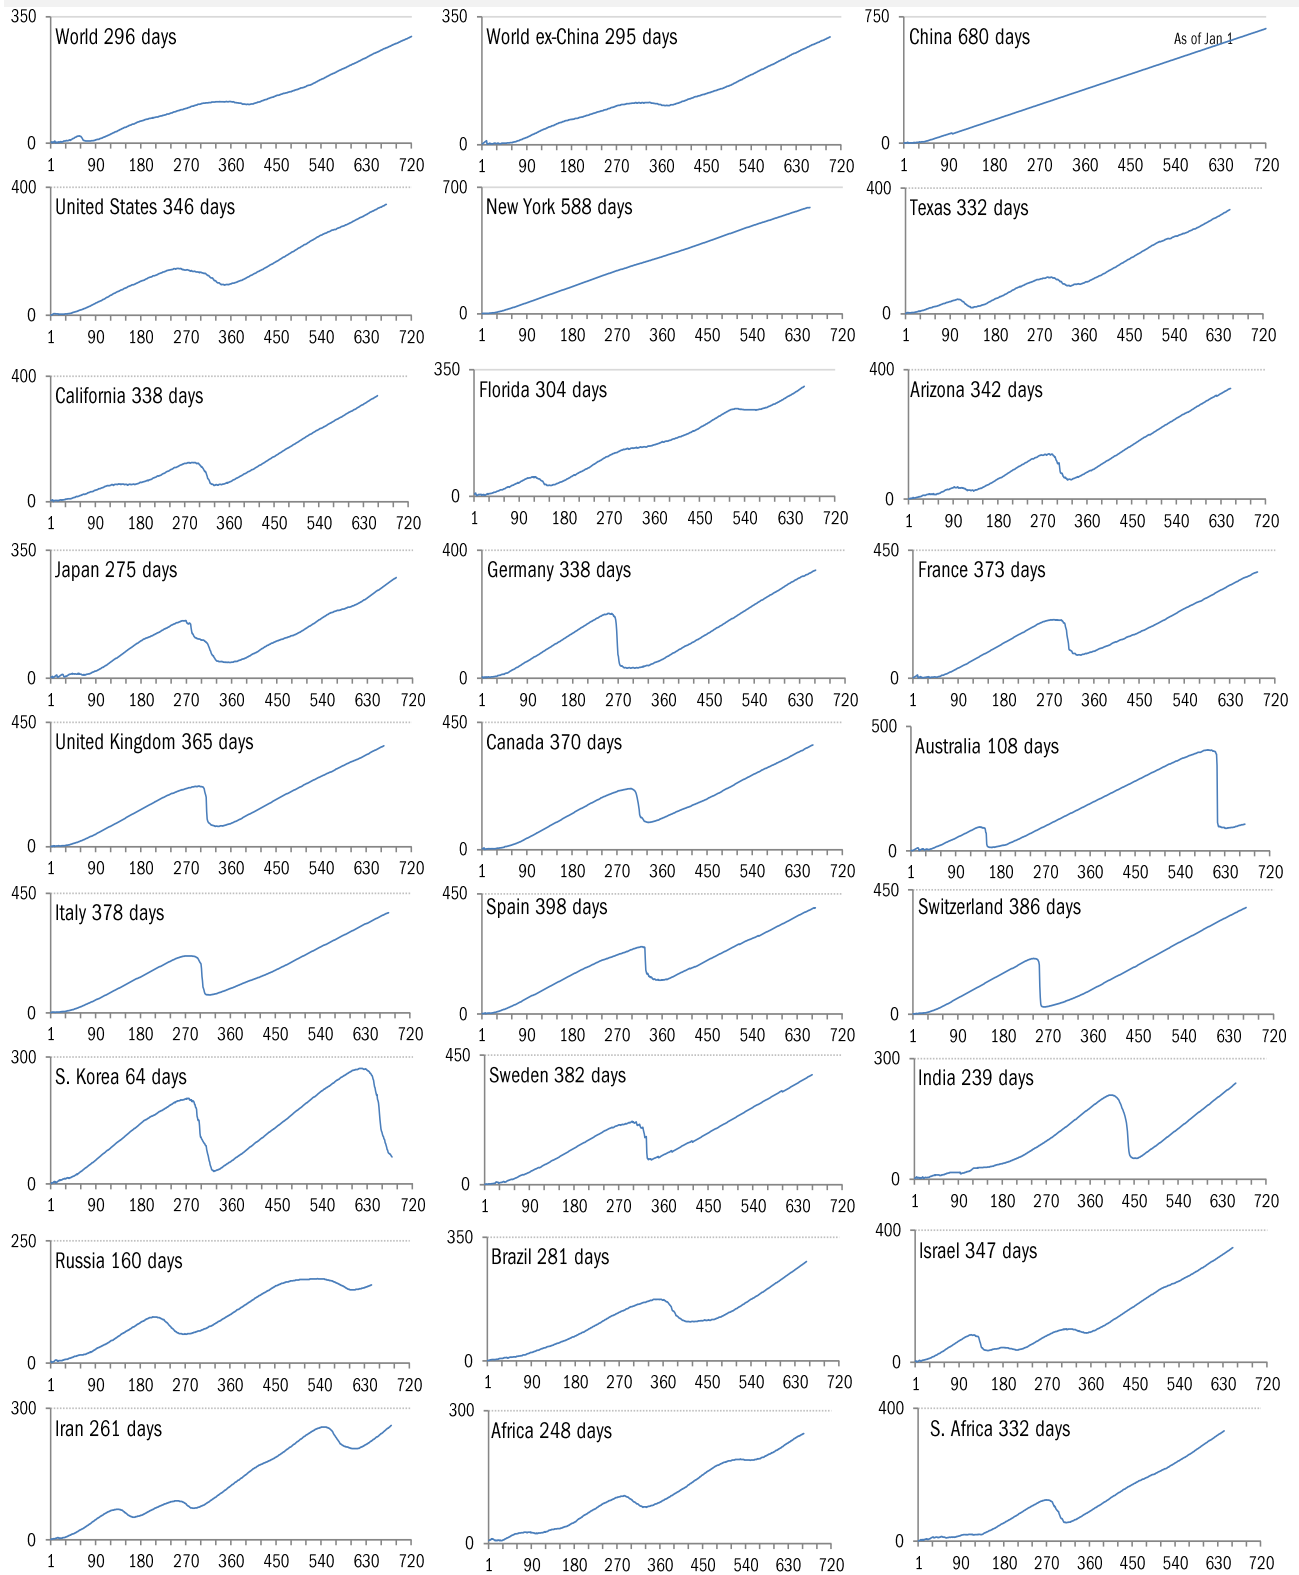 350
World 296 days
0
1 90 180 270 360 450 540 630 720
350
World ex-China 295 days
0
1 90 180 270 360 450 540 630 720
750
China 680 days
As of Jan 1
0
1 90 180 270 360 450 540 630 720
400
United States 346 days
0
1 90 180 270 360 450 540 630 720
700
New York 588 days
0
1 90 180 270 360 450 540 630 720
400
Texas 332 days
0
1 90 180 270 360 450 540 630 720
400
California 338 days
0
1 90 180 270 360 450 540 630 720
350
Florida 304 days
0
1 90 180 270 360 450 540 630 720
400
Arizona 342 days
0
1 90 180 270 360 450 540 630 720
350
Japan 275 days
0
1 90 180 270 360 450 540 630 720
400
Germany 338 days
0
1 90 180 270 360 450 540 630 720
450
France 373 days
0
1 90 180 270 360 450 540 630 720
450
United Kingdom 365 days
0
1 90 180 270 360 450 540 630 720
450
Canada 370 days
0
1 90 180 270 360 450 540 630 720
500
Australia 108 days
0
1 90 180 270 360 450 540 630 720
450
Italy 378 days
0
1 90 180 270 360 450 540 630 720
450
Spain 398 days
0
1 90 180 270 360 450 540 630 720
450
Switzerland 386 days
0
1 90 180 270 360 450 540 630 720
300
S. Korea 64 days
0
1 90 180 270 360 450 540 630 720
450
Sweden 382 days
0
1 90 180 270 360 450 540 630 720
300
India 239 days
0
1 90 180 270 360 450 540 630 720
250
Russia 160 days
0
1 90 180 270 360 450 540 630 720
350
Brazil 281 days
0
1 90 180 270 360 450 540 630 720
400
Israel 347 days
0
1 90 180 270 360 450 540 630 720
300
Iran 261 days
0
1 90 180 270 360 450 540 630 720
300
Africa 248 days
0
1 90 180 270 360 450 540 630 720
400
S. Africa 332 days
0
1 90 180 270 360 450 540 630 720